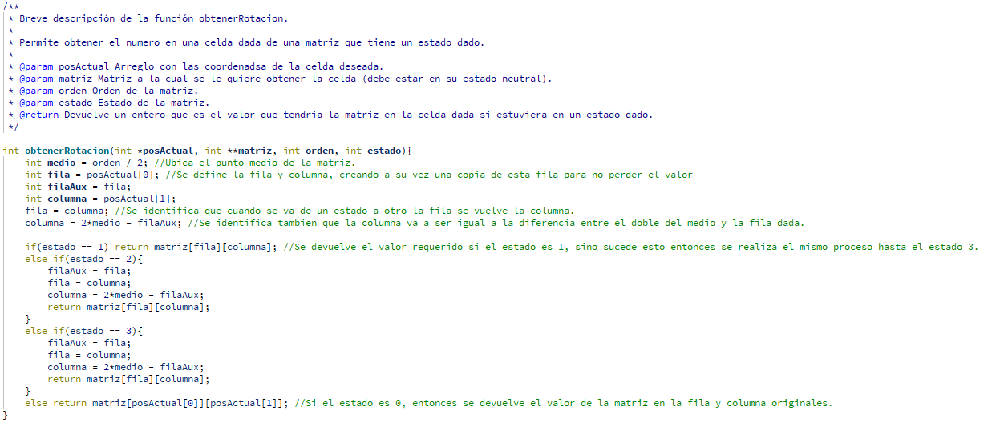 /**
 * Breve descripción de la función obtenerRotacion.
 *
 * Permite obtener el numero en una celda dada de una matriz que tiene un estado dado.
 *
 * @param posActual Arreglo con las coordenadsa de la celda deseada.
 * @param matriz Matriz a la cual se le quiere obtener la celda (debe estar en su estado neutral).
 * @param orden Orden de la matriz.
 * @param estado Estado de la matriz.
 * @return Devuelve un entero que es el valor que tendria la matriz en la celda dada si estuviera en un estado dado.
 */
int obtenerRotacion(int *posActual, int **matriz, int orden, int estado){
    int medio = orden / 2; //Ubica el punto medio de la matriz.
    int fila = posActual[0]; //Se define la fila y columna, creando a su vez una copia de esta fila para no perder el valor
    int filaAux = fila;
    int columna = posActual[1];
    fila = columna; //Se identifica que cuando se va de un estado a otro la fila se vuelve la columna.
    columna = 2*medio - filaAux; //Se identifica tambien que la columna va a ser igual a la diferencia entre el doble del medio y la fila dada.
    if(estado == 1) return matriz[fila][columna]; //Se devuelve el valor requerido si el estado es 1, sino sucede esto entonces se realiza el mismo proceso hasta el estado 3.
    else if(estado == 2){
        filaAux = fila;
        fila = columna;
        columna = 2*medio - filaAux;
        return matriz[fila][columna];
    }
    else if(estado == 3){
        filaAux = fila;
        fila = columna;
        columna = 2*medio - filaAux;
        return matriz[fila][columna];
    }
    else return matriz[posActual[0]][posActual[1]]; //Si el estado es 0, entonces se devuelve el valor de la matriz en la fila y columna originales.
}